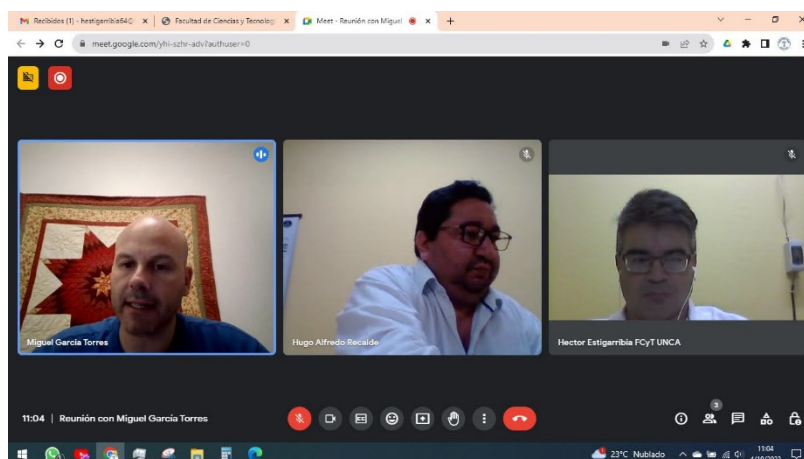 Recibidos (1) - hestigarribia64@
Facultad de Ciencias y Tecnolog
Meet - Reunión con Miguel
meet.google.com/yhi-szhr-adv?authuser=0
Miguel García Torres
Hugo Alfredo Recalde
Hector Estigarribia FCyT UNCA
3
11:04 | Reunión con Miguel García Torres
23°C Nublado
11:04